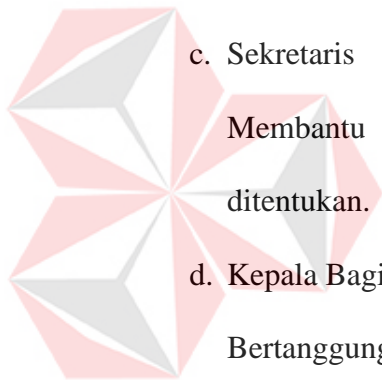 c. Sekretaris
Membantu
ditentukan.
d. Kepala Bagi
Bertanggung